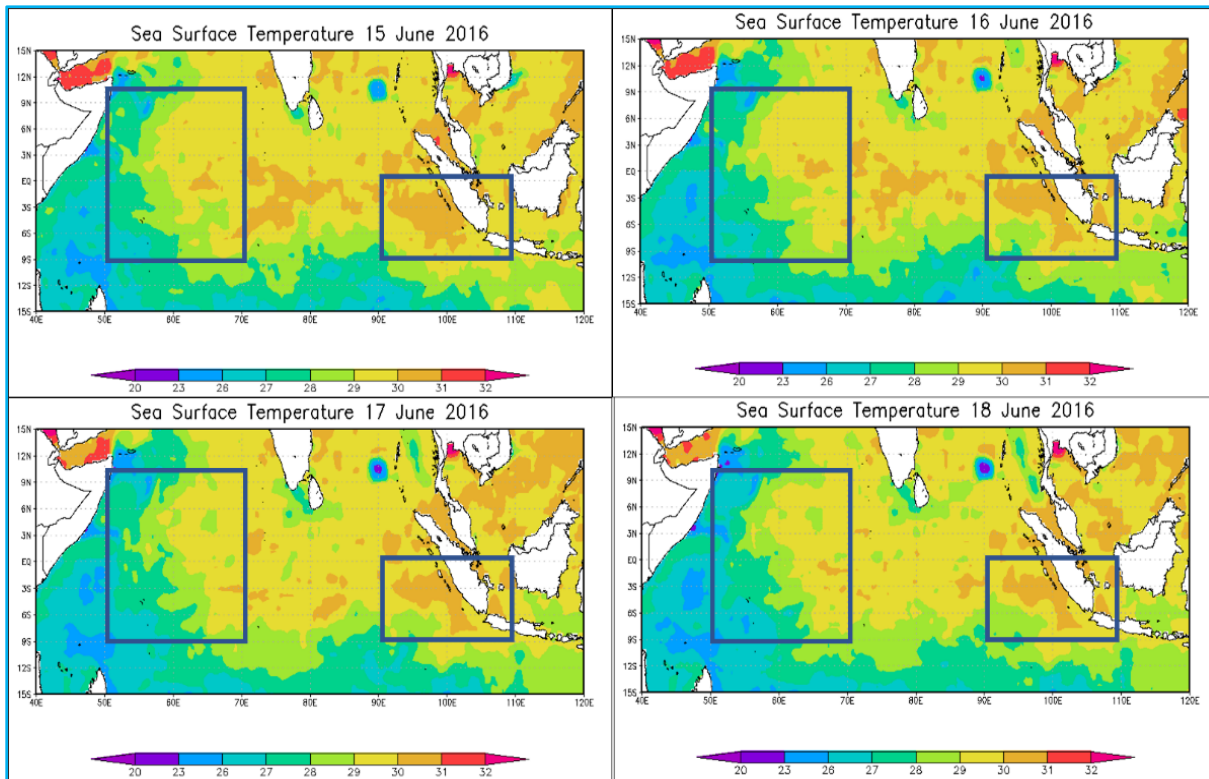 Sea Surface Temperature 15 June 2016
15N
12N
9N
6N
3N
EQ
3S
6S
9S
12S
15S
40E 50E 60E 70E 80E 90E 100E 110E 120E
20 23 26 27 28 29 30 31 32
Sea Surface Temperature 16 June 2016
15N
12N
9N
6N
3N
EQ
3S
6S
9S
12S
15S
40E 50E 60E 70E 80E 90E 100E 110E 120E
20 23 26 27 28 29 30 31 32
Sea Surface Temperature 17 June 2016
15N
12N
9N
6N
3N
EQ
3S
6S
9S
12S
15S
40E 50E 60E 70E 80E 90E 100E 110E 120E
20 23 26 27 28 29 30 31 32
Sea Surface Temperature 18 June 2016
15N
12N
9N
6N
3N
EQ
3S
6S
9S
12S
15S
40E 50E 60E 70E 80E 90E 100E 110E 120E
20 23 26 27 28 29 30 31 32